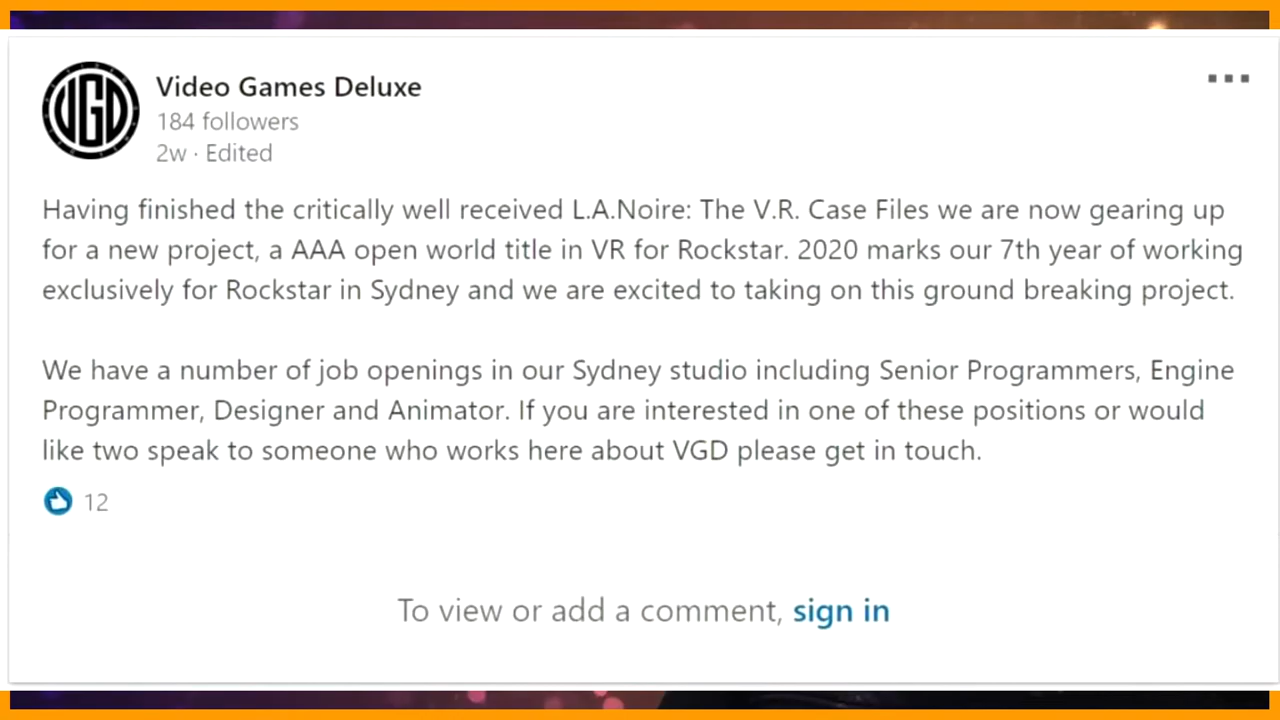 VGD
Video Games Deluxe
184 followers
2w · Edited
Having finished the critically well received L.A.Noire: The V.R. Case Files we are now gearing up
for a new project, a AAA open world title in VR for Rockstar. 2020 marks our 7th year of working
exclusively for Rockstar in Sydney and we are excited to taking on this ground breaking project.
We have a number of job openings in our Sydney studio including Senior Programmers, Engine
Programmer, Designer and Animator. If you are interested in one of these positions or would
like two speak to someone who works here about VGD please get in touch.
12
To view or add a comment, sign in